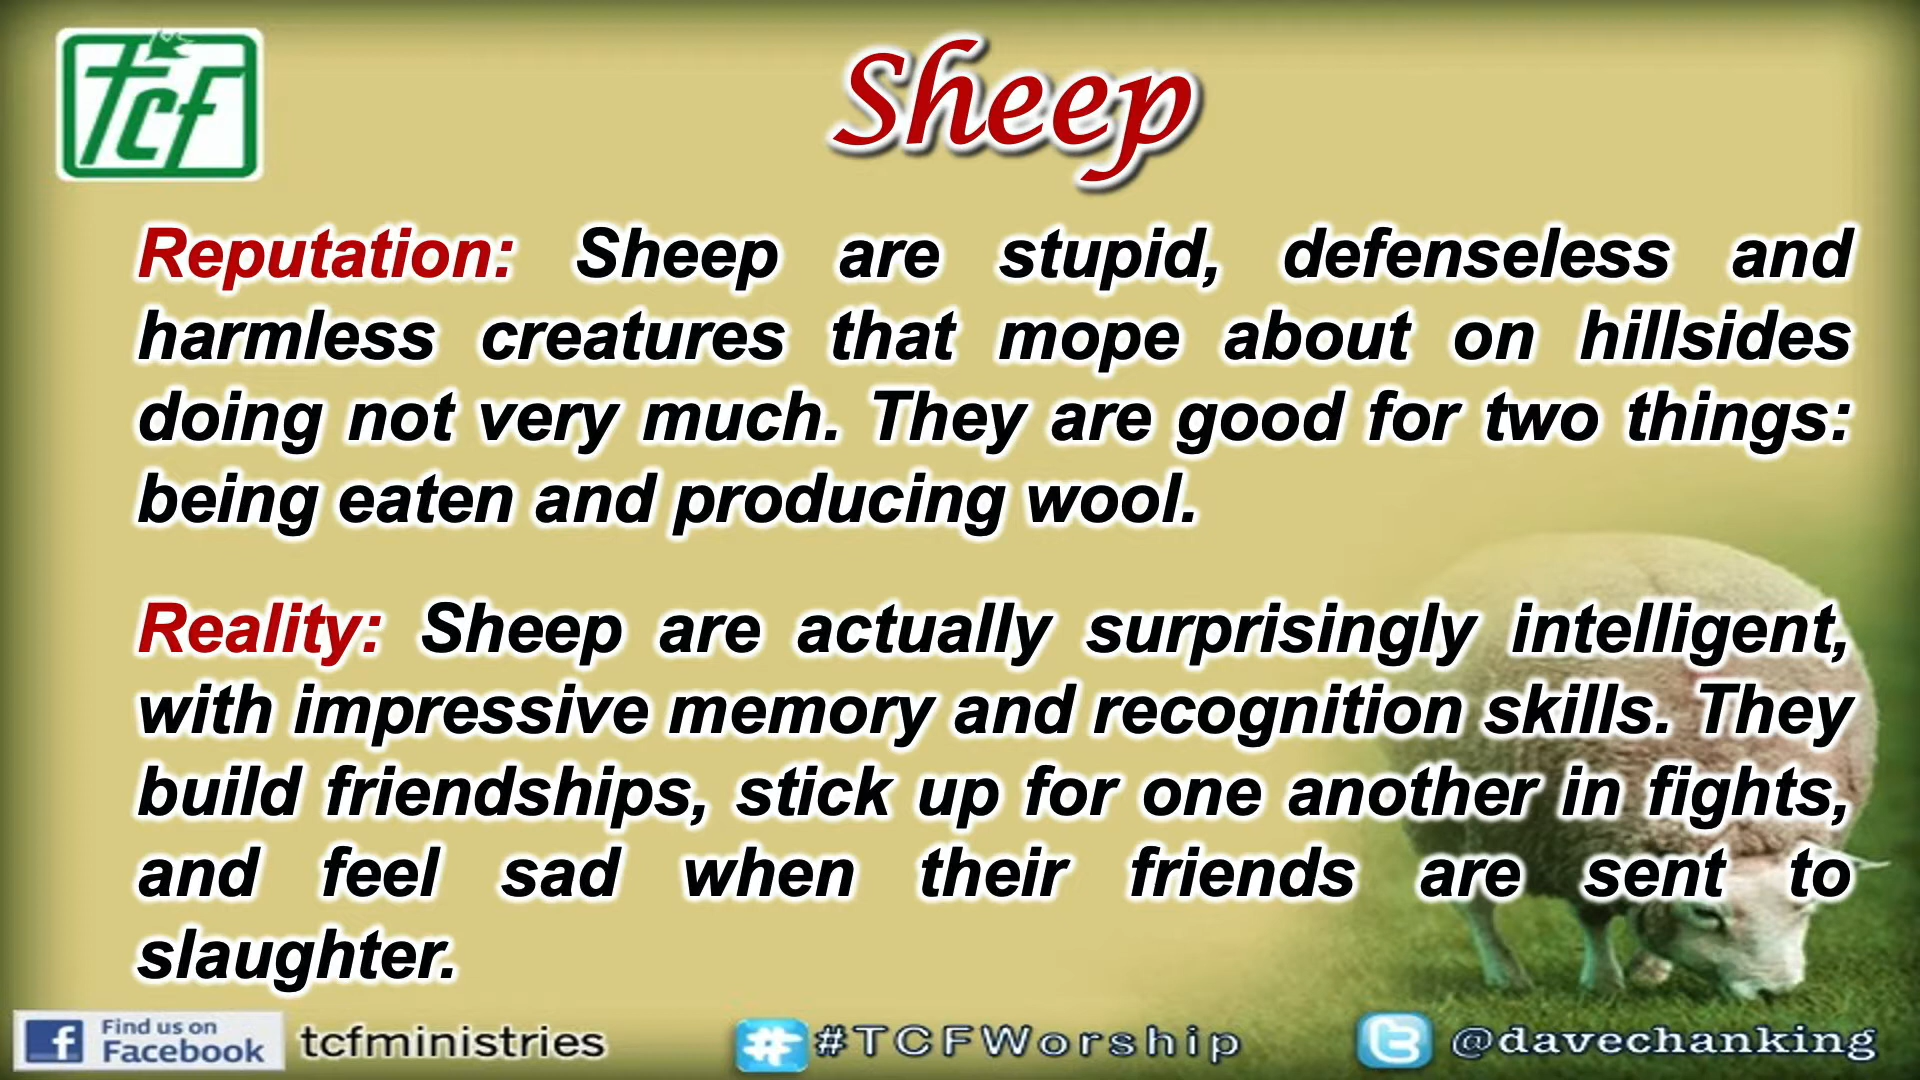 tcf
Sheep
Reputation: Sheep are stupid, defenseless and
harmless creatures that mope about on hillsides
doing not very much. They are good for two things:
being eaten and producing wool.
Reality: Sheep are actually surprisingly intelligent,
with impressive memory and recognition skills. They
build friendships, stick up for one another in fights,
and feel sad when their friends are sent to
slaughter.
f Find us on
Facebook
tcfministries
# #TCFWorship
@davechanking